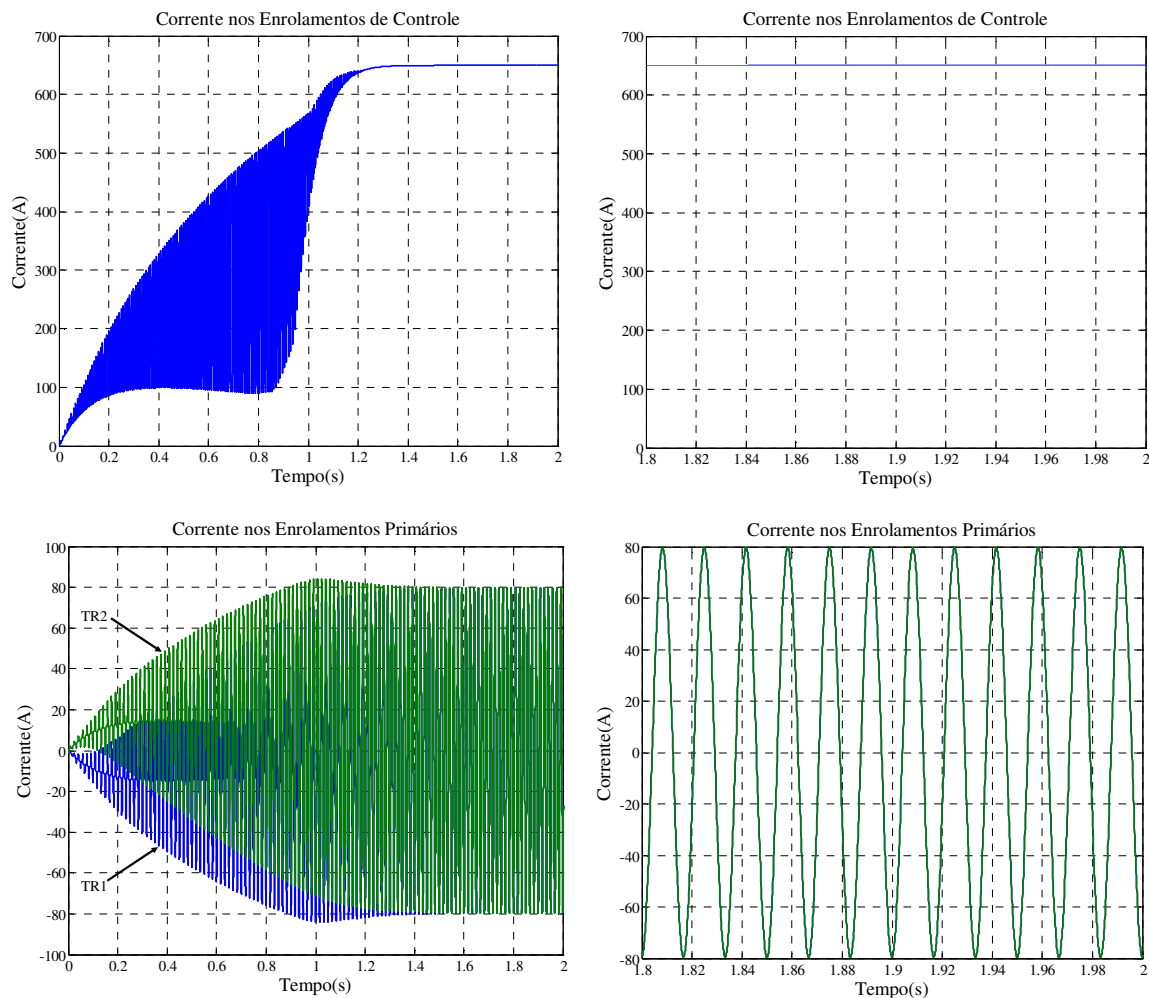 Corrente nos Enrolamentos de Controle
700
600
500
400
300
200
100
0
Corrente(A)
0 0.2 0.4 0.6 0.8 1 1.2 1.4 1.6 1.8 2
Tempo(s)
Corrente nos Enrolamentos de Controle
700
600
500
400
300
200
100
0
Corrente(A)
1.8 1.82 1.84 1.86 1.88 1.9 1.92 1.94 1.96 1.98 2
Tempo(s)
Corrente nos Enrolamentos Primários
100
80
60
40
20
0
-20
-40
-60
-80
-100
Corrente(A)
TR2
TR1
0 0.2 0.4 0.6 0.8 1 1.2 1.4 1.6 1.8 2
Tempo(s)
Corrente nos Enrolamentos Primários
80
60
40
20
0
-20
-40
-60
-80
Corrente(A)
1.8 1.82 1.84 1.86 1.88 1.9 1.92 1.94 1.96 1.98 2
Tempo(s)